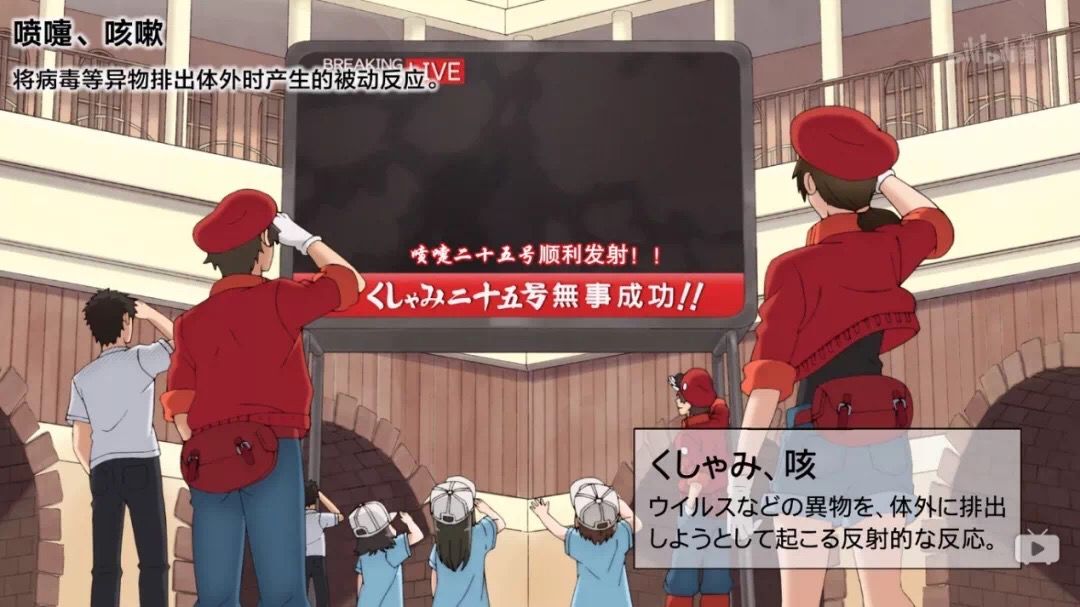 喷嚏、咳嗽
将病毒等异物排出体外时产生的被动反应。
BREAKING LIVE
bilibili
咳嚏二十五号顺利发射！！
くしゃみ二十五号無事成功!!
くしゃみ、咳
ウイルスなどの異物を、体外に排出
しようとして起こる反射的な反応。